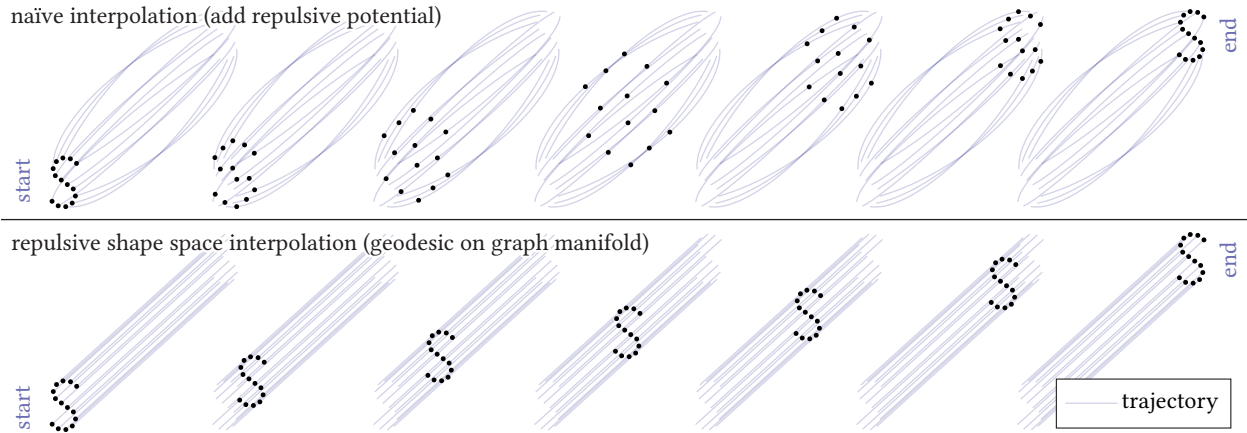 naïve interpolation (add repulsive potential)
start
end
repulsive shape space interpolation (geodesic on graph manifold)
start
end
trajectory